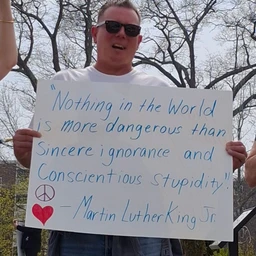 "Nothing in the World
is more dangerous than
Sincere ignorance and
Conscientious Stupidity".
- Martin Luther King Jr.